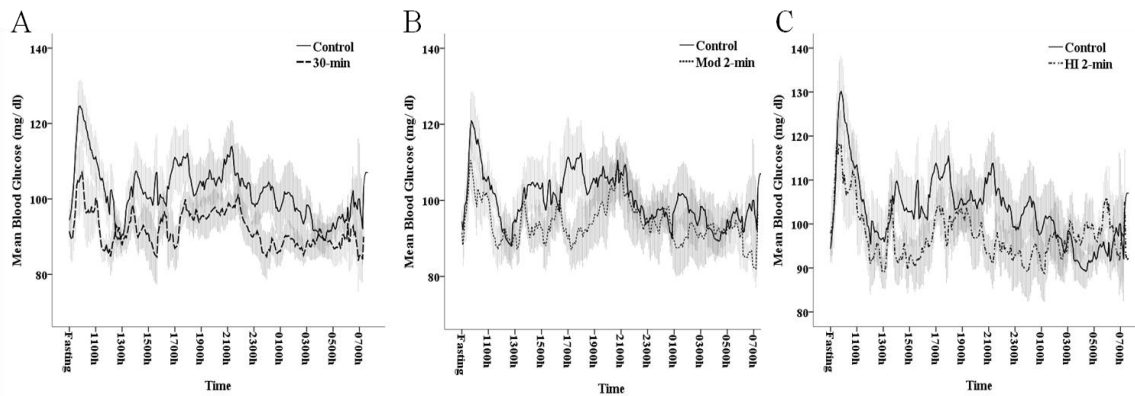 A
Mean Blood Glucose (mg/ dl)
140
120
100
80
Control
30-min
Fasting
1100h
1300h
1500h
1700h
1900h
2100h
2300h
0100h
0300h
0500h
0700h
Time
B
Mean Blood Glucose (mg/ dl)
140
120
100
80
Control
Mod 2-min
Fasting
11000h
1300h
1500h
1700h
1900h
2100h
2300h
0100h
0300h
0500h
0700h
Time
C
Mean Blood Glucose (mg/ dl)
140
130
120
110
100
90
80
Control
HI 2-min
Fasting
1100h
1300h
1500h
1700h
1900h
2100h
2300h
0100h
0300h
0500h
0700h
Time